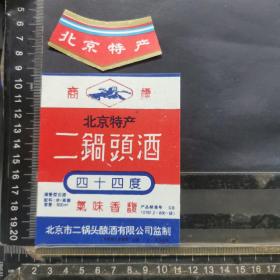 北京特产
商 标
北京特产
二鍋頭酒
四十四度
氣味香馥
北京市二锅头酿酒有限公司监制